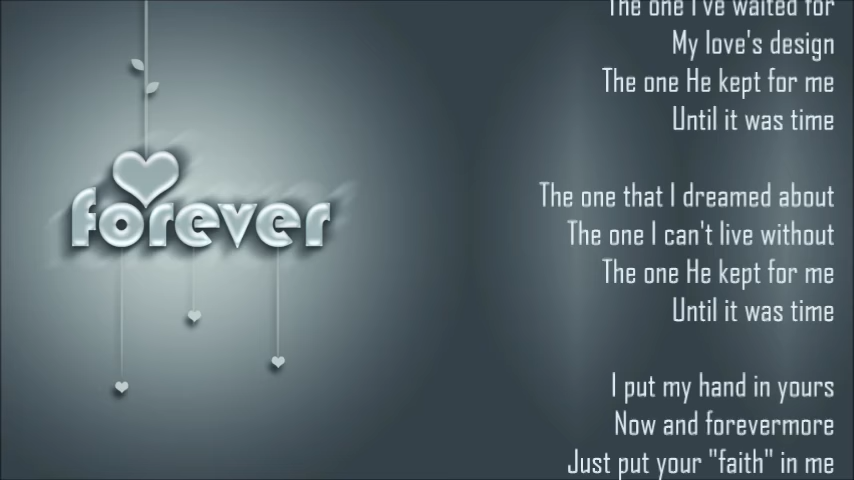 forever
The one I've waited for
My love's design
The one He kept for me
Until it was time
The one that I dreamed about
The one I can't live without
The one He kept for me
Until it was time
I put my hand in yours
Now and forevermore
Just put your "faith" in me